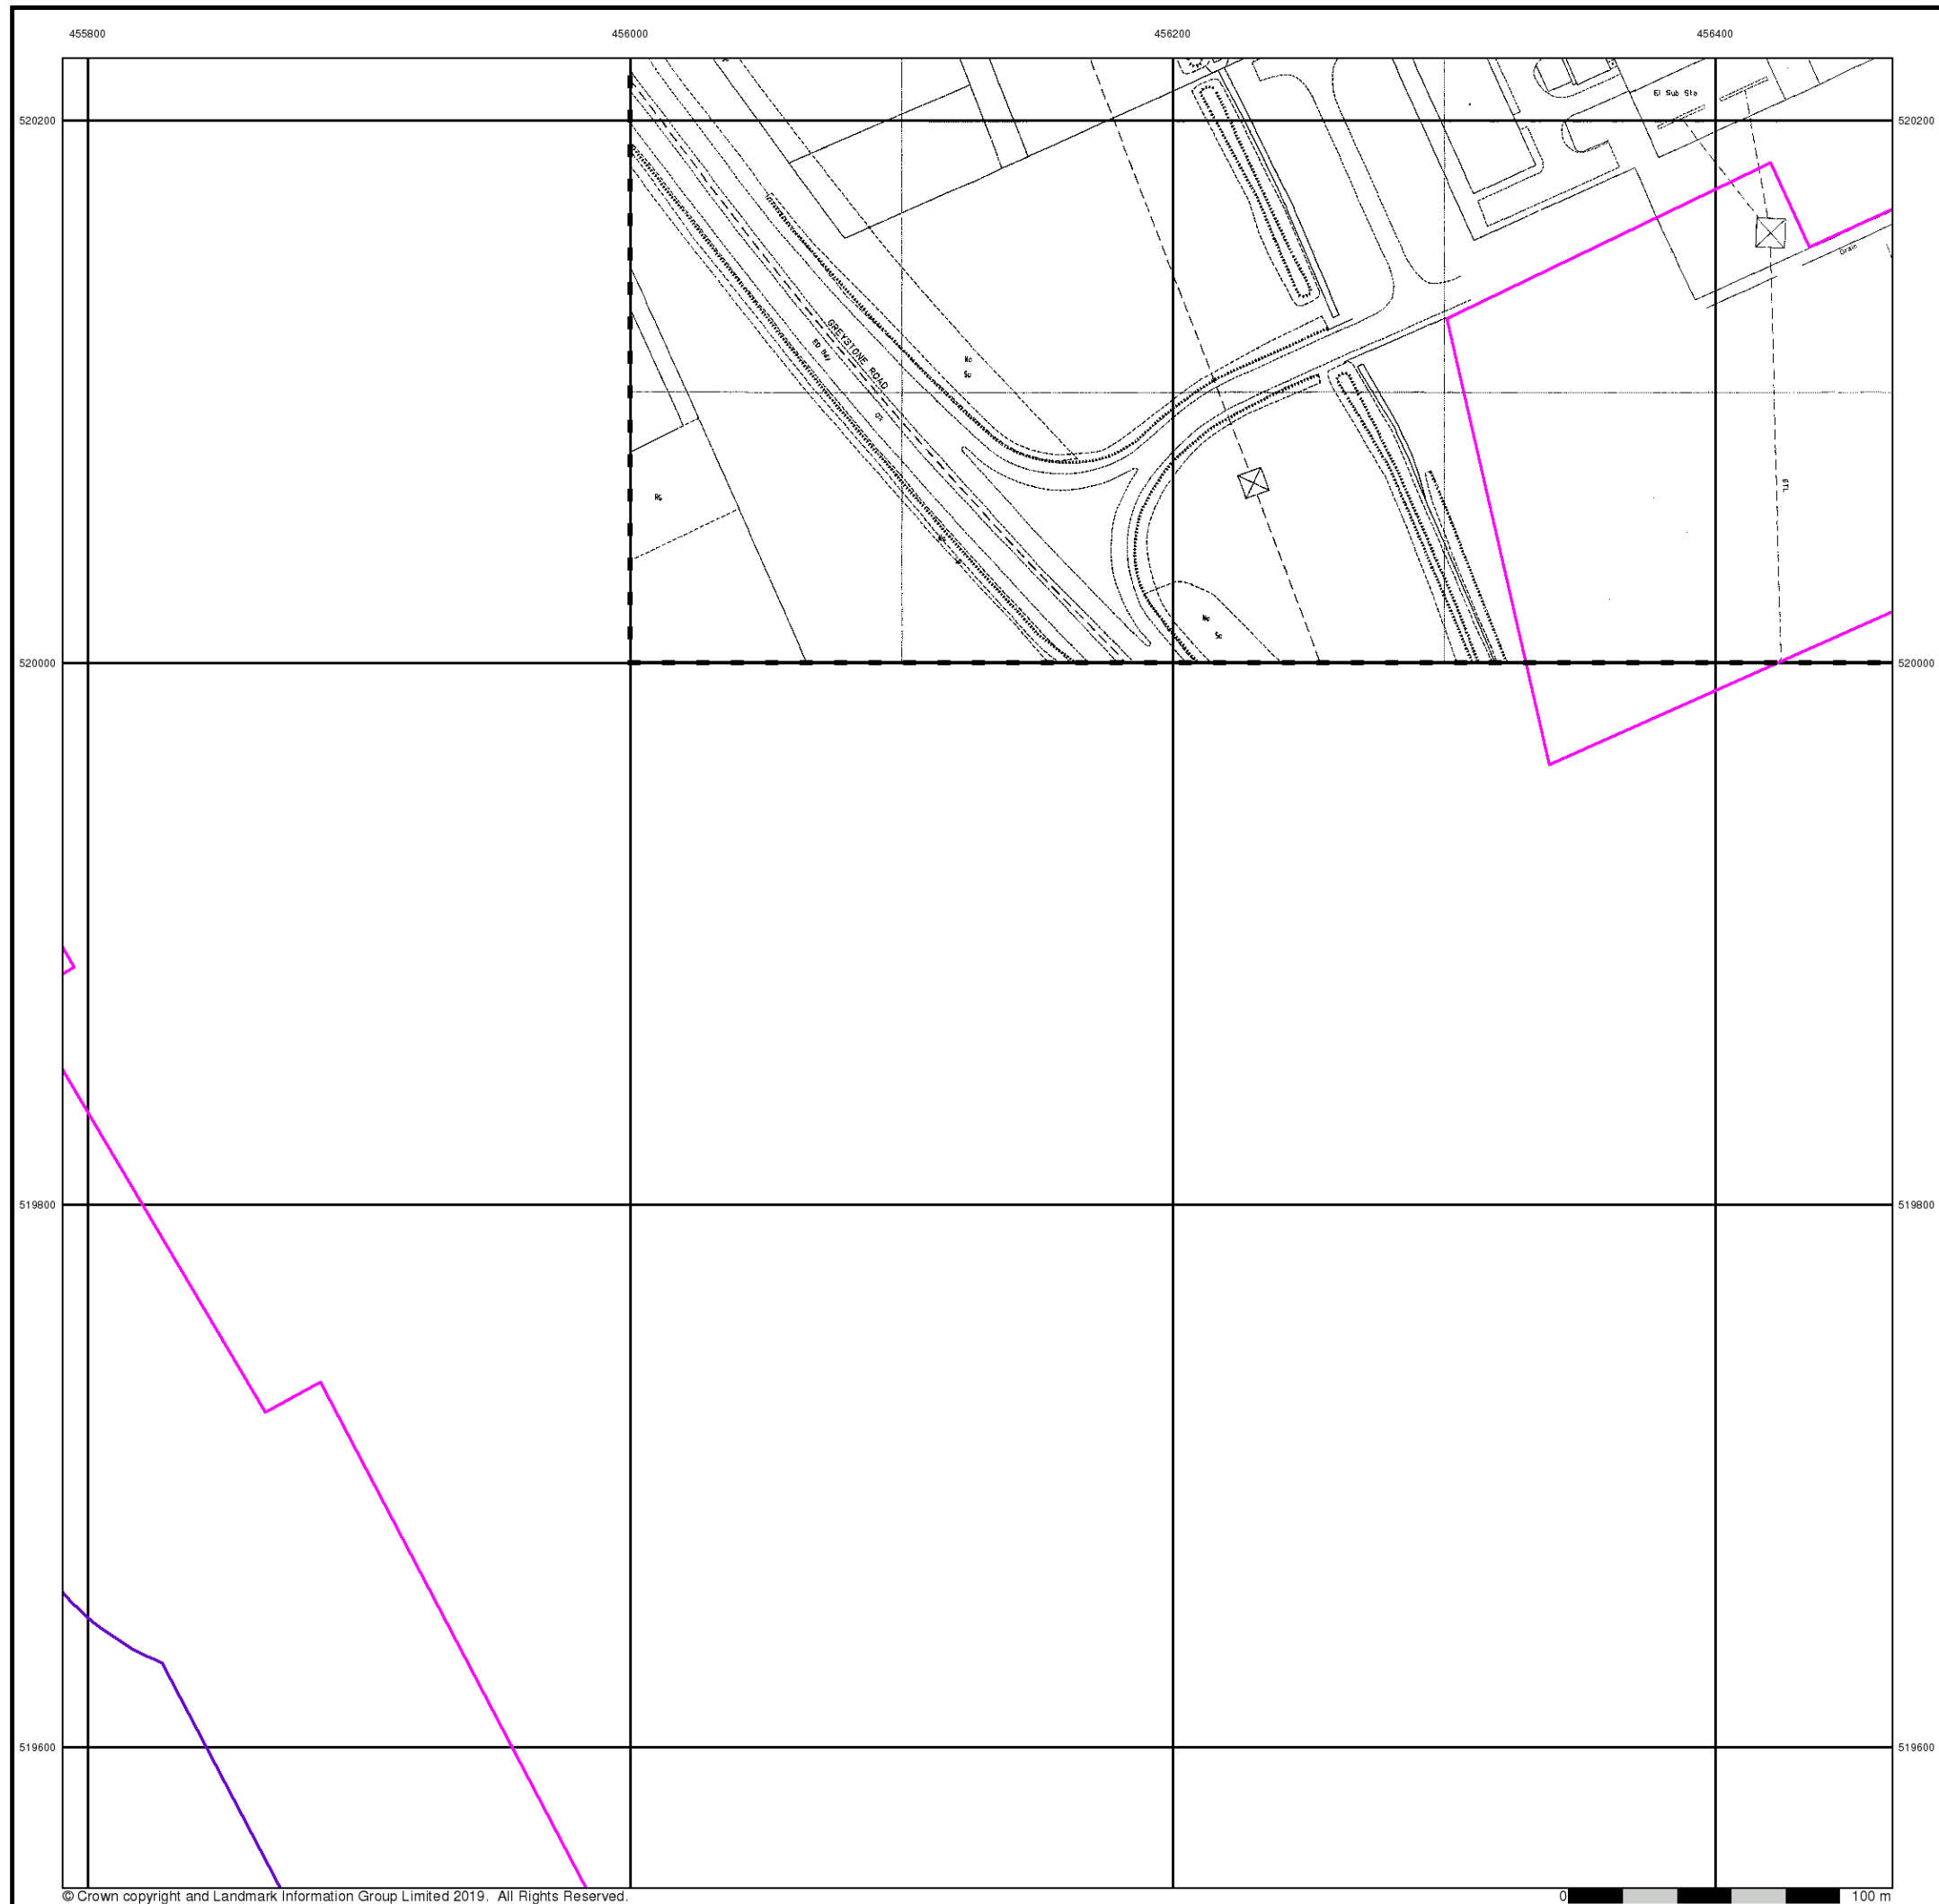 455800 456000 456200 456400
El Sub Sta
520200 520200
Drain
GREYSTONE ROAD
ED Bdy
CR
ETL
520000 520000
519800 519800
519600 519600
© Crown copyright and Landmark Information Group Limited 2019. All Rights Reserved.
0 100 m